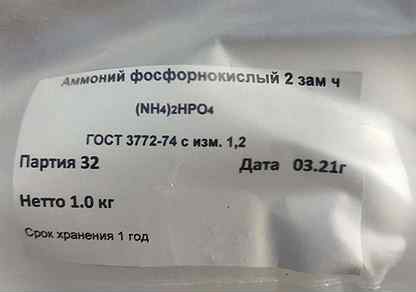 Аммоний фосфорнокислый 2 зам ч
(NH4)2HPO4
ГОСТ 3772-74 с изм. 1,2
Партия 32 Дата 03.21г
Нетто 1.0 кг
Срок хранения 1 год